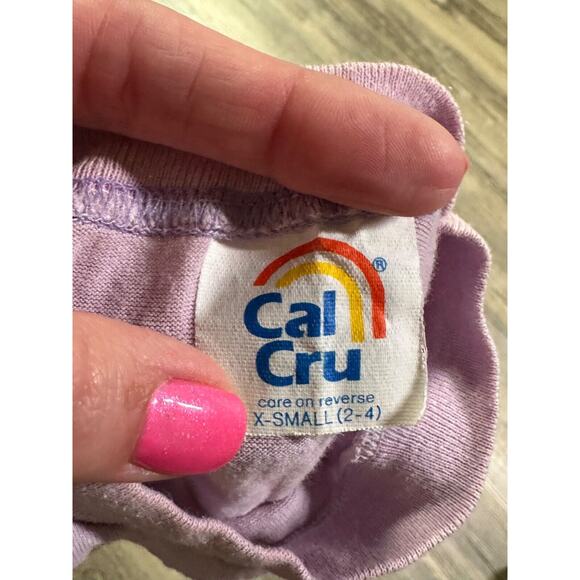 ®
Cal
Cru
care on reverse
X-SMALL (2-4)